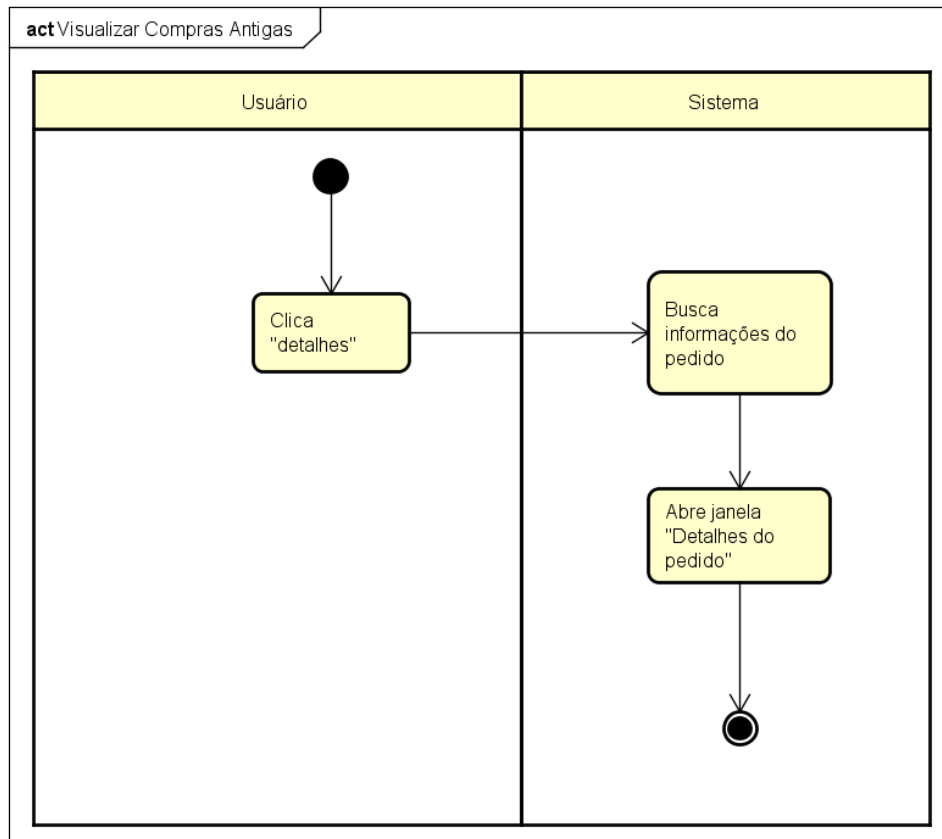 act Visualizar Compras Antigas
Usuário
Sistema
Clica
"detalhes"
Busca
informações do
pedido
Abre janela
"Detalhes do
pedido"